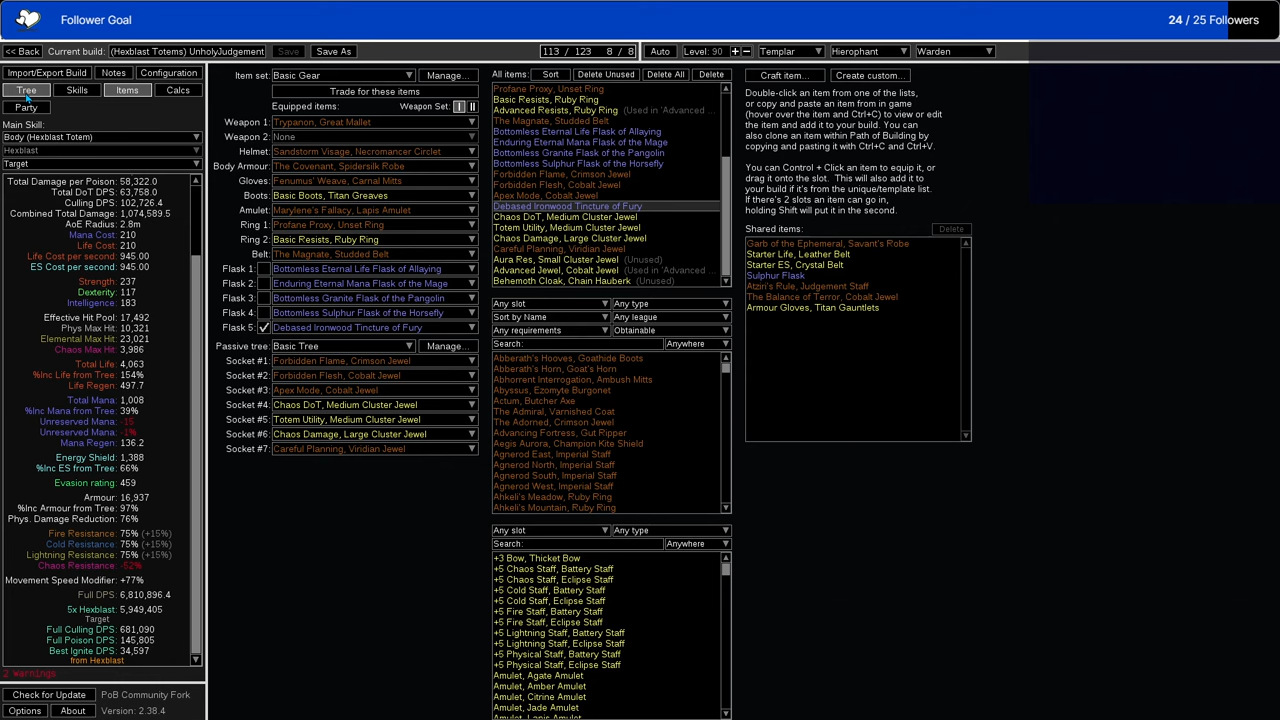 Follower Goal
24 / 25 Followers
<< Back
Current build: (Hexblast Totems) UnholyJudgement
Save
Save As
113 / 123 8 / 8
Auto
Level: 90
+
Templar
Hierophant
Warden
Import/Export Build
Notes
Configuration
Tree
Skills
Items
Calcs
Party
Main Skill:
Body (Hexblast Totem)
Hexblast
Target
Total Damage per Poison: 58,322.0
Total DoT DPS: 63,758.0
Culling DPS: 102,726.4
Combined Total Damage: 1,074,589.5
AoE Radius: 2.8m
Mana Cost: 210
Life Cost: 210
Life Cost per second: 945.00
ES Cost per second: 945.00
Strength: 237
Dexterity: 117
Intelligence: 183
Effective Hit Pool: 17,492
Phys Max Hit: 10,321
Elemental Max Hit: 23,021
Chaos Max Hit: 3,986
Total Life: 4,063
%Inc Life from Tree: 154%
Life Regen: 497.7
Total Mana: 1,008
%Inc Mana from Tree: 39%
Unreserved Mana: -15
Unreserved Mana: -1%
Mana Regen: 136.2
Energy Shield: 1,388
%Inc ES from Tree: 66%
Evasion rating: 459
Armour: 16,937
%Inc Armour from Tree: 97%
Phys. Damage Reduction: 76%
Fire Resistance: 75% (+15%)
Cold Resistance: 75% (+15%)
Lightning Resistance: 75% (+15%)
Chaos Resistance: -52%
Movement Speed Modifier: +77%
Full DPS: 6,810,896.4
5x Hexblast: 5,949,405
Target
Full Culling DPS: 681,090
Full Poison DPS: 145,805
Best Ignite DPS: 34,597
from Hexblast
2 Warnings
Check for Update
PoB Community Fork
Options
About
Version: 2.38.4
Item set: Basic Gear
Manage...
Trade for these items
Equipped items:
Weapon Set: I II
Weapon 1: Trypanon, Great Mallet
Weapon 2: None
Helmet: Sandstorm Visage, Necromancer Circlet
Body Armour: The Covenant, Spidersilk Robe
Gloves: Fenumus' Weave, Carnal Mitts
Boots: Basic Boots, Titan Greaves
Amulet: Marylene's Fallacy, Lapis Amulet
Ring 1: Profane Proxy, Unset Ring
Ring 2: Basic Resists, Ruby Ring
Belt: The Magnate, Studded Belt
Flask 1: Bottomless Eternal Life Flask of Allaying
Flask 2: Enduring Eternal Mana Flask of the Mage
Flask 3: Bottomless Granite Flask of the Pangolin
Flask 4: Bottomless Sulphur Flask of the Horsefly
Flask 5: Debased Ironwood Tincture of Fury
Passive tree: Basic Tree
Manage...
Socket #1: Forbidden Flame, Crimson Jewel
Socket #2: Forbidden Flesh, Cobalt Jewel
Socket #3: Apex Mode, Cobalt Jewel
Socket #4: Chaos DoT, Medium Cluster Jewel
Socket #5: Totem Utility, Medium Cluster Jewel
Socket #6: Chaos Damage, Large Cluster Jewel
Socket #7: Careful Planning, Viridian Jewel
All items:
Sort
Delete Unused
Delete All
Delete
Profane Proxy, Unset Ring
Basic Resists, Ruby Ring
Advanced Resists, Ruby Ring (Used in 'Advanced ...
The Magnate, Studded Belt
Bottomless Eternal Life Flask of Allaying
Enduring Eternal Mana Flask of the Mage
Bottomless Granite Flask of the Pangolin
Bottomless Sulphur Flask of the Horsefly
Forbidden Flame, Crimson Jewel
Forbidden Flesh, Cobalt Jewel
Apex Mode, Cobalt Jewel
Debased Ironwood Tincture of Fury
Chaos DoT, Medium Cluster Jewel
Totem Utility, Medium Cluster Jewel
Chaos Damage, Large Cluster Jewel
Careful Planning, Viridian Jewel
Aura Res, Small Cluster Jewel (Unused)
Advanced Jewel, Cobalt Jewel (Used in 'Advanced ...
Behemoth Cloak, Chain Hauberk (Unused)
Any slot
Any type
Sort by Name
Any league
Any requirements
Obtainable
Search:
Anywhere
Abberath's Hooves, Goathide Boots
Abberath's Horn, Goat's Horn
Abhorrent Interrogation, Ambush Mitts
Abyssus, Ezomyte Burgonet
Actum, Butcher Axe
The Admiral, Varnished Coat
The Adorned, Crimson Jewel
Advancing Fortress, Gut Ripper
Aegis Aurora, Champion Kite Shield
Agnerod East, Imperial Staff
Agnerod North, Imperial Staff
Agnerod South, Imperial Staff
Agnerod West, Imperial Staff
Ahkeli's Meadow, Ruby Ring
Ahkeli's Mountain, Ruby Ring
Any slot
Any type
Search:
Anywhere
+3 Bow, Thicket Bow
+5 Chaos Staff, Battery Staff
+5 Chaos Staff, Eclipse Staff
+5 Cold Staff, Battery Staff
+5 Cold Staff, Eclipse Staff
+5 Fire Staff, Battery Staff
+5 Fire Staff, Eclipse Staff
+5 Lightning Staff, Battery Staff
+5 Lightning Staff, Eclipse Staff
+5 Physical Staff, Battery Staff
+5 Physical Staff, Eclipse Staff
Amulet, Agate Amulet
Amulet, Amber Amulet
Amulet, Citrine Amulet
Amulet, Jade Amulet
Amulet, Lapis Amulet
Craft item...
Create custom...
Double-click an item from one of the lists,
or copy and paste an item from in game
(hover over the item and Ctrl+C) to view or edit
the item and add it to your build. You can
also clone an item within Path of Building by
copying and pasting it with Ctrl+C and Ctrl+V.
You can Control + Click an item to equip it, or
drag it onto the slot. This will also add it to
your build if it's from the unique/template list.
If there's 2 slots an item can go in,
holding Shift will put it in the second.
Shared items:
Delete
Garb of the Ephemeral, Savant's Robe
Starter Life, Leather Belt
Starter ES, Crystal Belt
Sulphur Flask
Atziri's Rule, Judgement Staff
The Balance of Terror, Cobalt Jewel
Armour Gloves, Titan Gauntlets